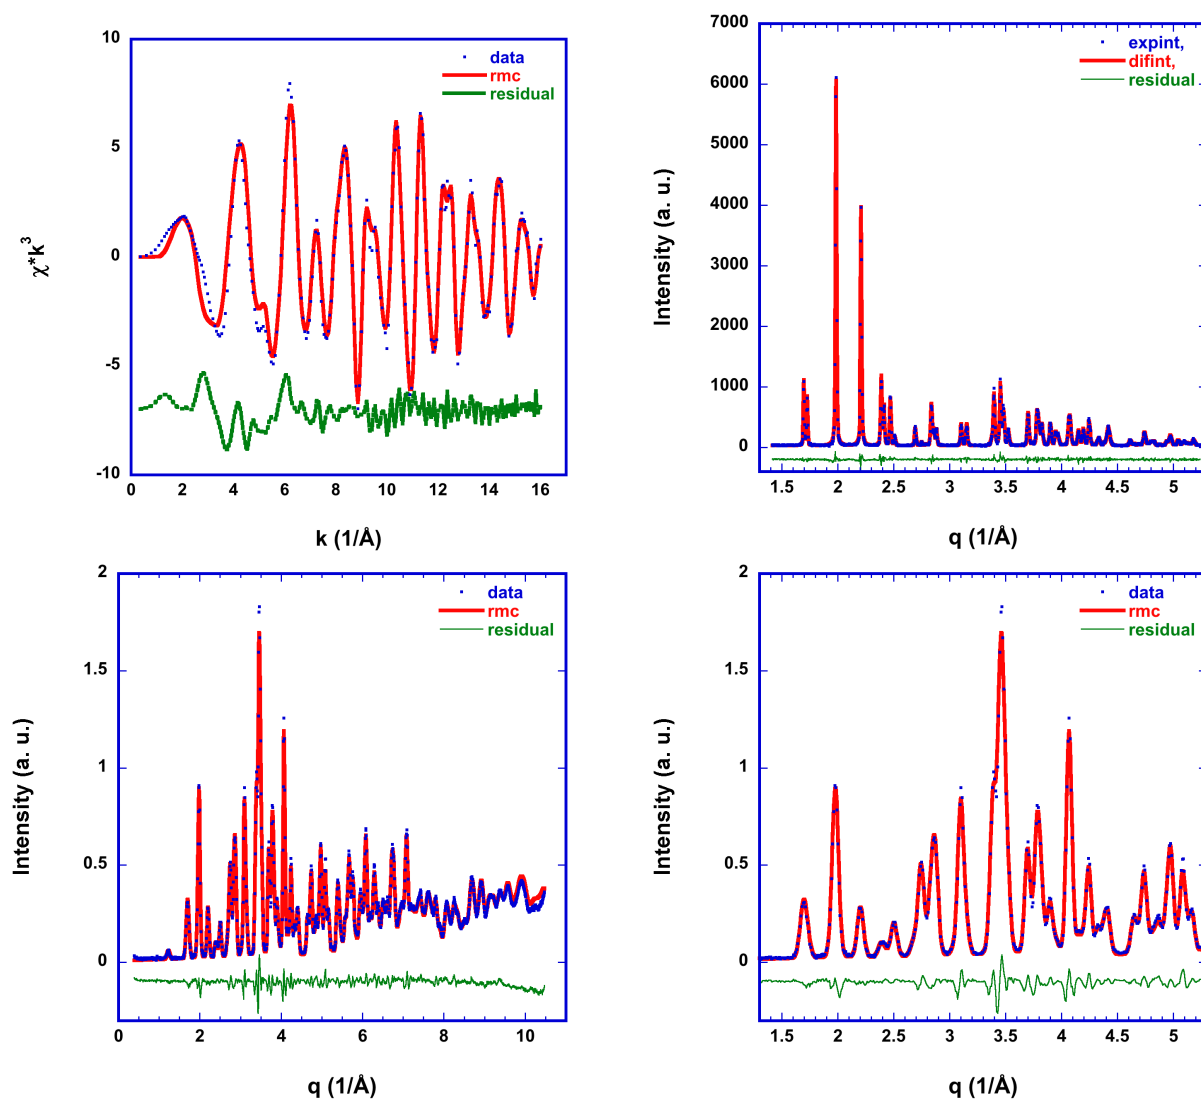 10
5
0
-5
-10
χ*k3
data
rmc
residual
0
2
4
6
8
10
12
14
16
k (1/Å)
7000
6000
5000
4000
3000
2000
1000
0
Intensity (a. u.)
expint,
difint,
residual
1.5
2
2.5
3
3.5
4
4.5
5
q (1/Å)
2
1.5
1
0.5
0
Intensity (a. u.)
data
rmc
residual
0
2
4
6
8
10
q (1/Å)
2
1.5
1
0.5
0
Intensity (a. u.)
data
rmc
residual
1.5
2
2.5
3
3.5
4
4.5
5
q (1/Å)